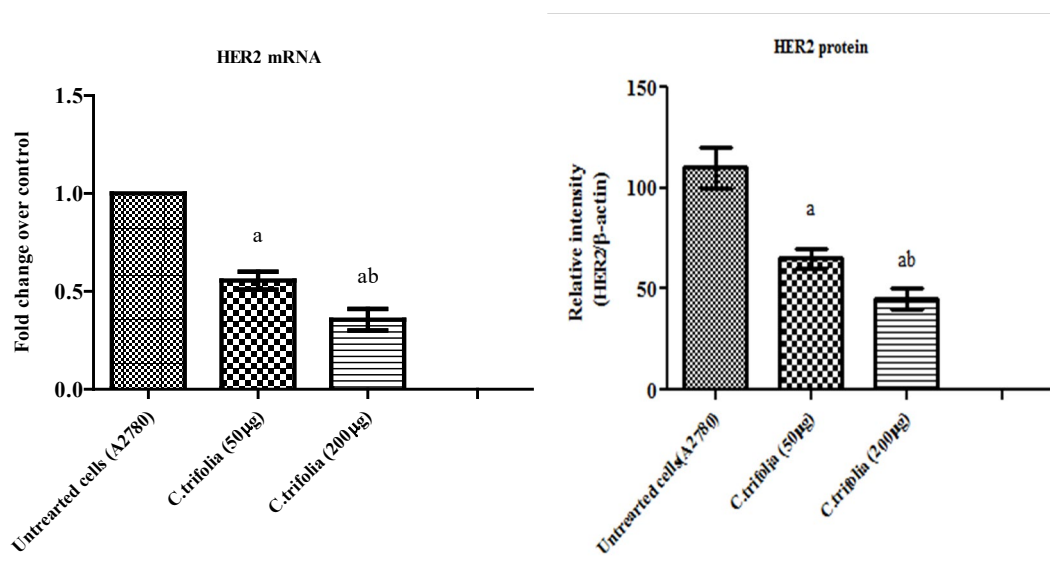 HER2 mRNA
Fold change over control
1.5
1.0
0.5
0.0
a
ab
Untrearted cells (A2780)
C.trifolia (50µg)
C.trifolia (200µg)
HER2 protein
Relative intensity
(HER2/β-actin)
150
100
50
0
a
ab
Untrearted cells(A2780)
C.trifolia (50µg)
C.trifolia (200µg)